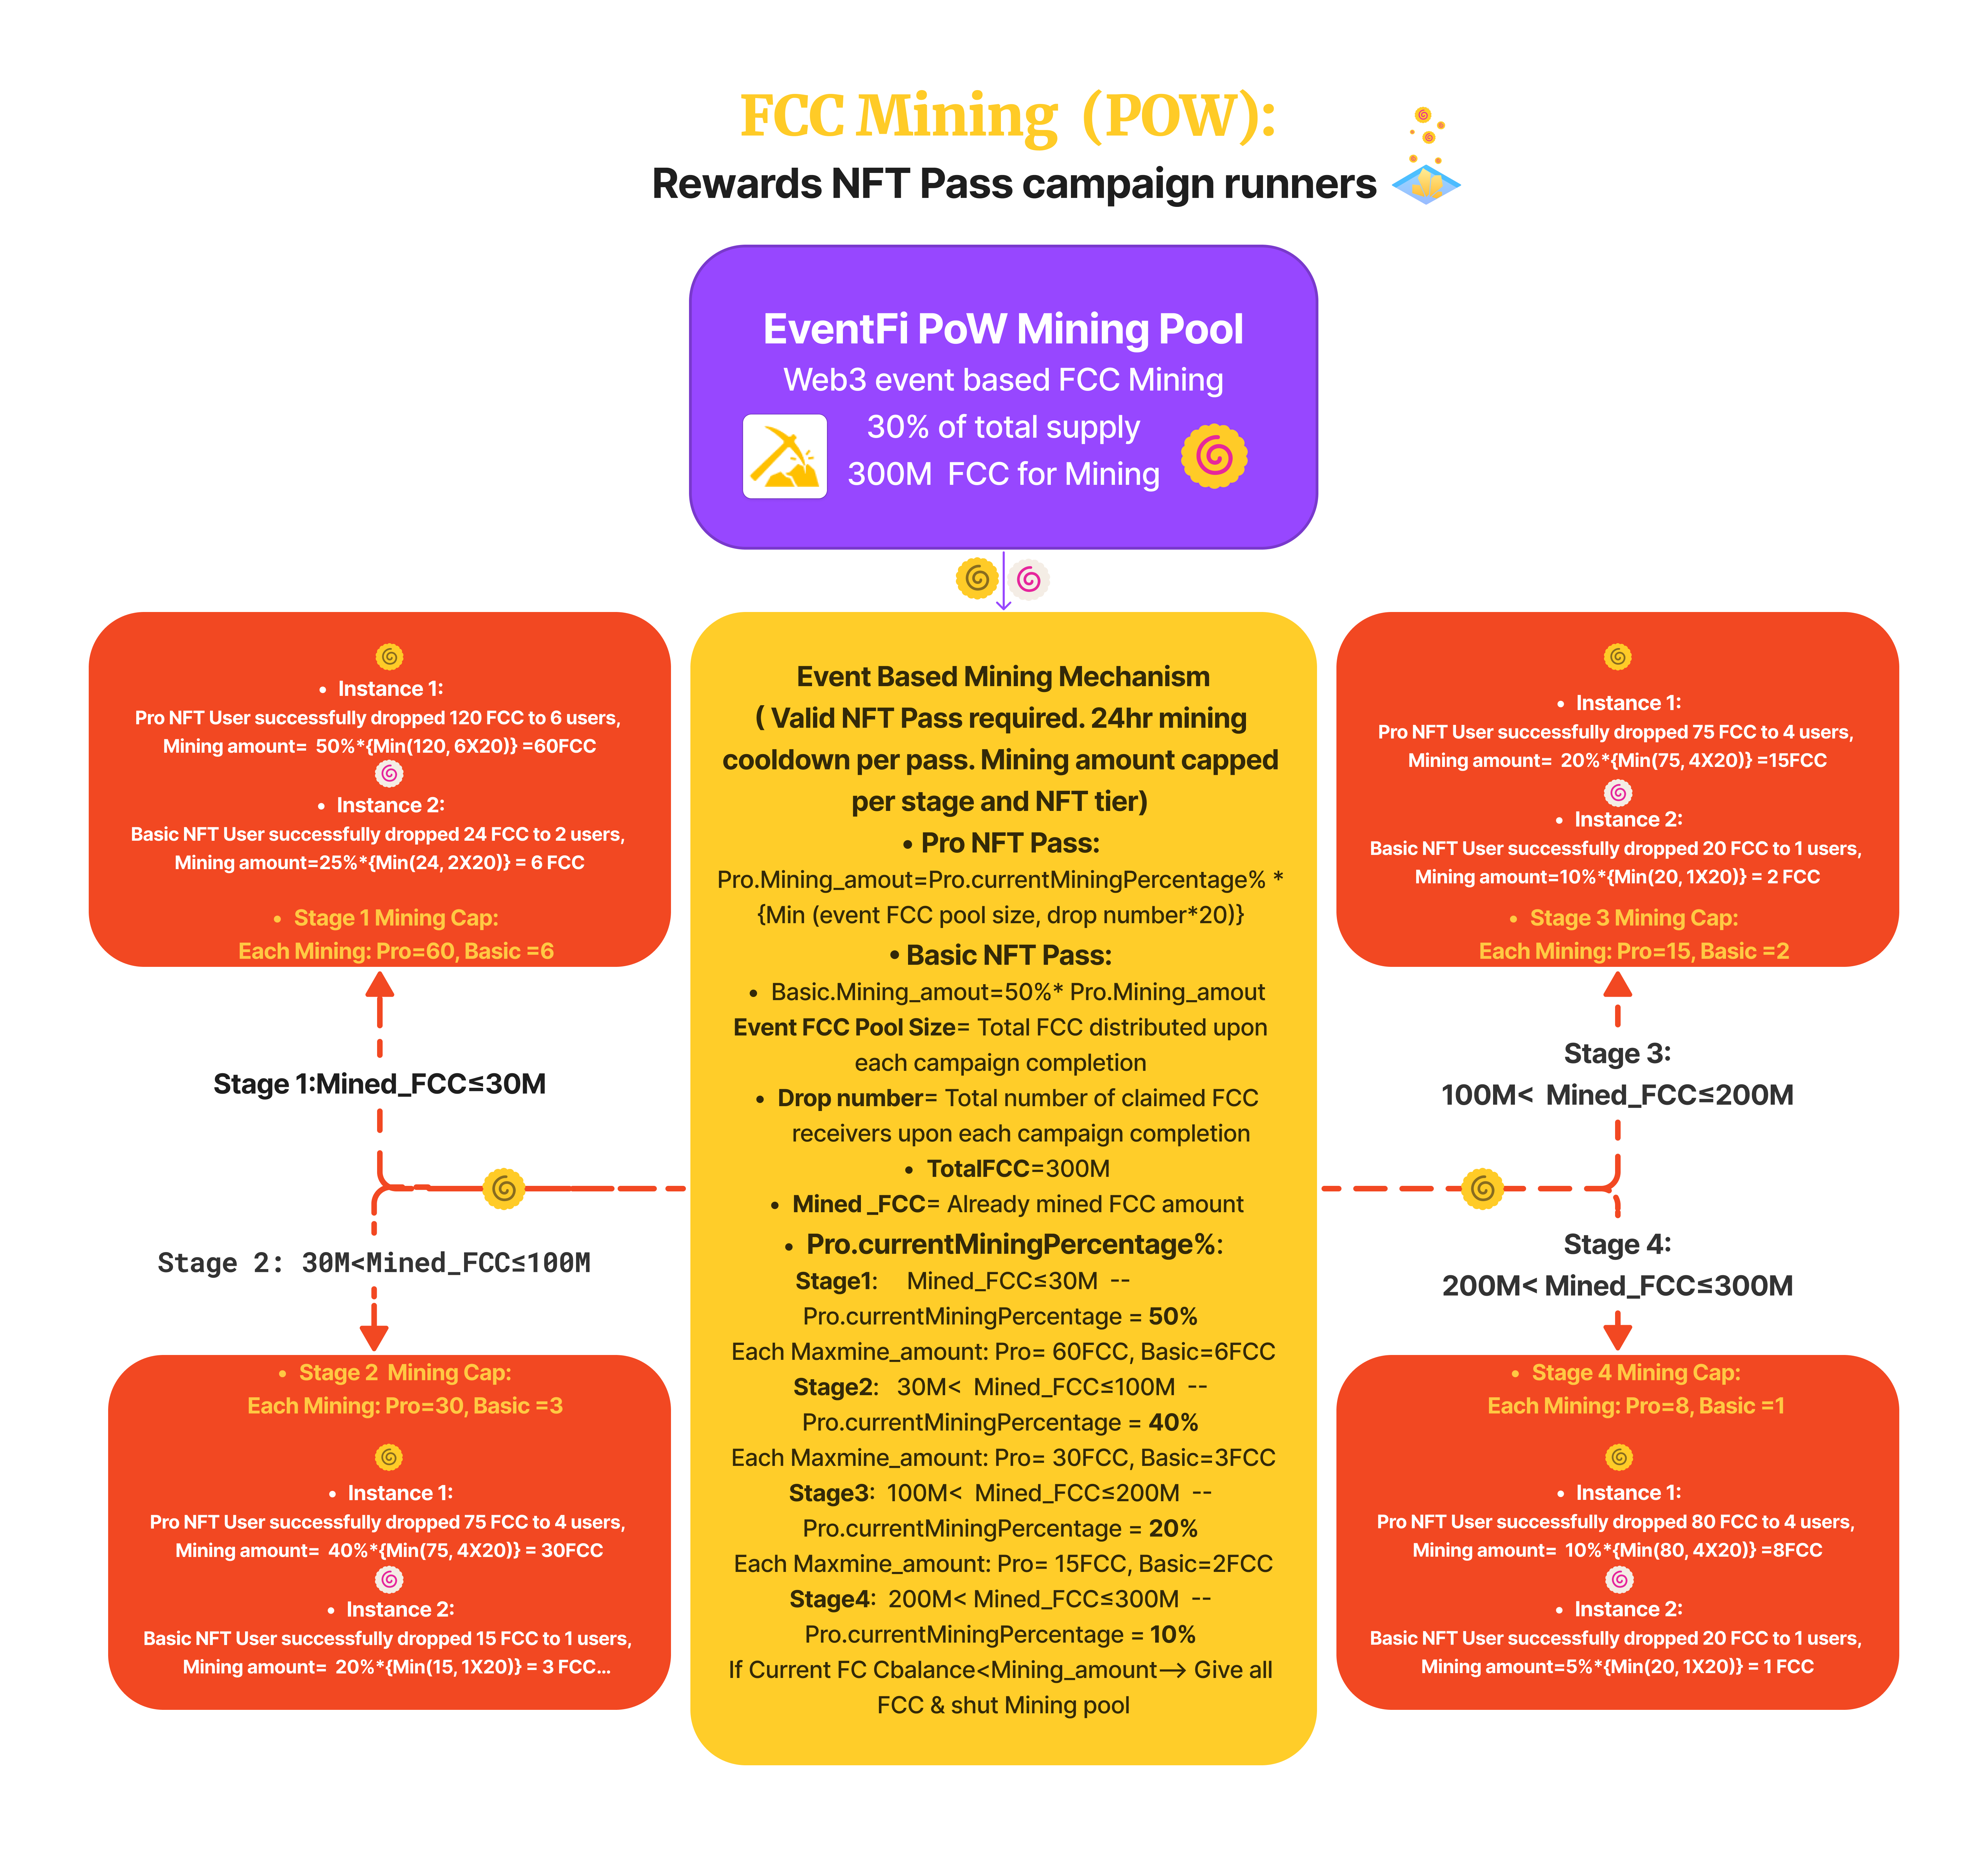 FCC Mining (POW):
Rewards NFT Pass campaign runners
EventFi PoW Mining Pool
Web3 event based FCC Mining
30% of total supply
300M FCC for Mining
• Instance 1:
Pro NFT User successfully dropped 120 FCC to 6 users,
Mining amount= 50%*{Min(120, 6X20)} =60FCC
• Instance 2:
Basic NFT User successfully dropped 24 FCC to 2 users,
Mining amount=25%*{Min(24, 2X20)} = 6 FCC
• Stage 1 Mining Cap:
Each Mining: Pro=60, Basic =6
Stage 1:Mined_FCC≤30M
Stage 2: 30M<Mined_FCC≤100M
• Stage 2 Mining Cap:
Each Mining: Pro=30, Basic =3
• Instance 1:
Pro NFT User successfully dropped 75 FCC to 4 users,
Mining amount= 40%*{Min(75, 4X20)} = 30FCC
• Instance 2:
Basic NFT User successfully dropped 15 FCC to 1 users,
Mining amount= 20%*{Min(15, 1X20)} = 3 FCC...
Event Based Mining Mechanism
( Valid NFT Pass required. 24hr mining
cooldown per pass. Mining amount capped
per stage and NFT tier)
• Pro NFT Pass:
Pro.Mining_amout=Pro.currentMiningPercentage% *
{Min (event FCC pool size, drop number*20)}
• Basic NFT Pass:
• Basic.Mining_amout=50%* Pro.Mining_amout
Event FCC Pool Size= Total FCC distributed upon
each campaign completion
• Drop number= Total number of claimed FCC
receivers upon each campaign completion
• TotalFCC=300M
• Mined _FCC= Already mined FCC amount
• Pro.currentMiningPercentage%:
Stage1: Mined_FCC≤30M --
Pro.currentMiningPercentage = 50%
Each Maxmine_amount: Pro= 60FCC, Basic=6FCC
Stage2: 30M< Mined_FCC≤100M --
Pro.currentMiningPercentage = 40%
Each Maxmine_amount: Pro= 30FCC, Basic=3FCC
Stage3: 100M< Mined_FCC≤200M --
Pro.currentMiningPercentage = 20%
Each Maxmine_amount: Pro= 15FCC, Basic=2FCC
Stage4: 200M< Mined_FCC≤300M --
Pro.currentMiningPercentage = 10%
If Current FC Cbalance<Mining_amount—> Give all
FCC & shut Mining pool
• Instance 1:
Pro NFT User successfully dropped 75 FCC to 4 users,
Mining amount= 20%*{Min(75, 4X20)} =15FCC
• Instance 2:
Basic NFT User successfully dropped 20 FCC to 1 users,
Mining amount=10%*{Min(20, 1X20)} = 2 FCC
• Stage 3 Mining Cap:
Each Mining: Pro=15, Basic =2
Stage 3:
100M< Mined_FCC≤200M
Stage 4:
200M< Mined_FCC≤300M
• Stage 4 Mining Cap:
Each Mining: Pro=8, Basic =1
• Instance 1:
Pro NFT User successfully dropped 80 FCC to 4 users,
Mining amount= 10%*{Min(80, 4X20)} =8FCC
• Instance 2:
Basic NFT User successfully dropped 20 FCC to 1 users,
Mining amount=5%*{Min(20, 1X20)} = 1 FCC